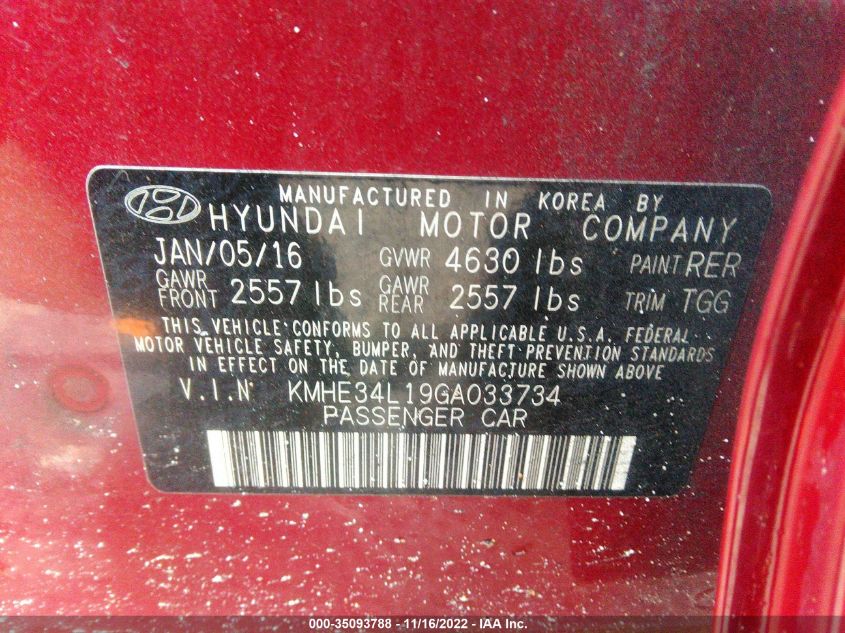 MANUFACTURED IN KOREA BY
HYUNDAI MOTOR COMPANY
JAN/05/16 GVWR 4630 lbs PAINT RER
GAWR FRONT 2557 lbs GAWR REAR 2557 lbs TRIM TGG
THIS VEHICLE CONFORMS TO ALL APPLICABLE U.S.A. FEDERAL
MOTOR VEHICLE SAFETY, BUMPER, AND THEFT PREVENTION STANDARDS
IN EFFECT ON THE DATE OF MANUFACTURE SHOWN ABOVE
V.I.N KMHE34L19GA033734
PASSENGER CAR
000-35093788 - 11/16/2022 - IAA Inc.